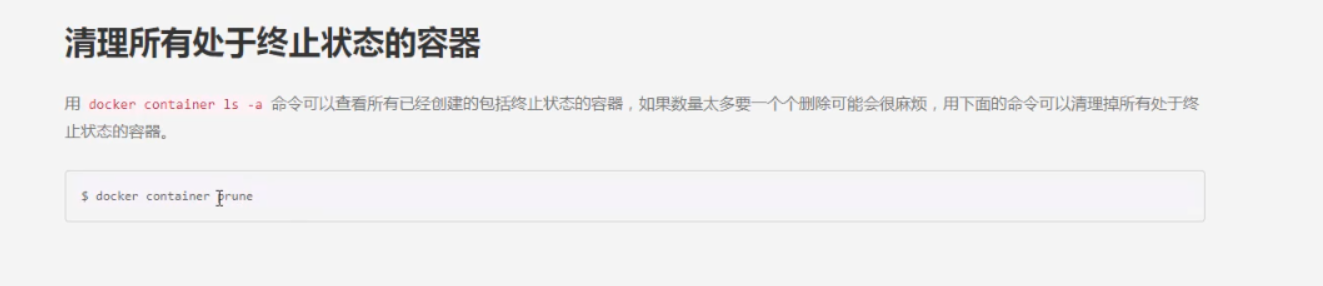 清理所有处于终止状态的容器
用 docker container ls -a 命令可以查看所有已经创建的包括终止状态的容器，如果数量太多要一个个删除可能会很麻烦，用下面的命令可以清理掉所有处于终
止状态的容器。
$ docker container prune